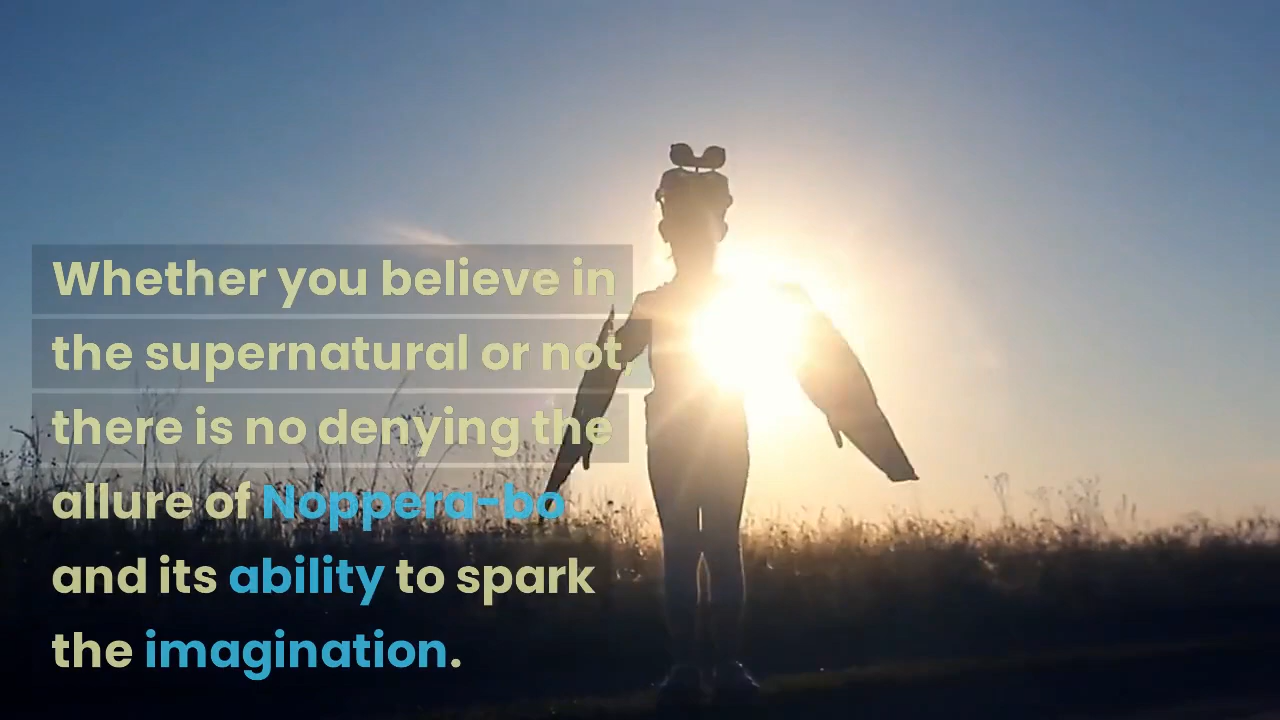 Whether you believe in
the supernatural or not,
there is no denying the
allure of Noppera-bo
and its ability to spark
the imagination.